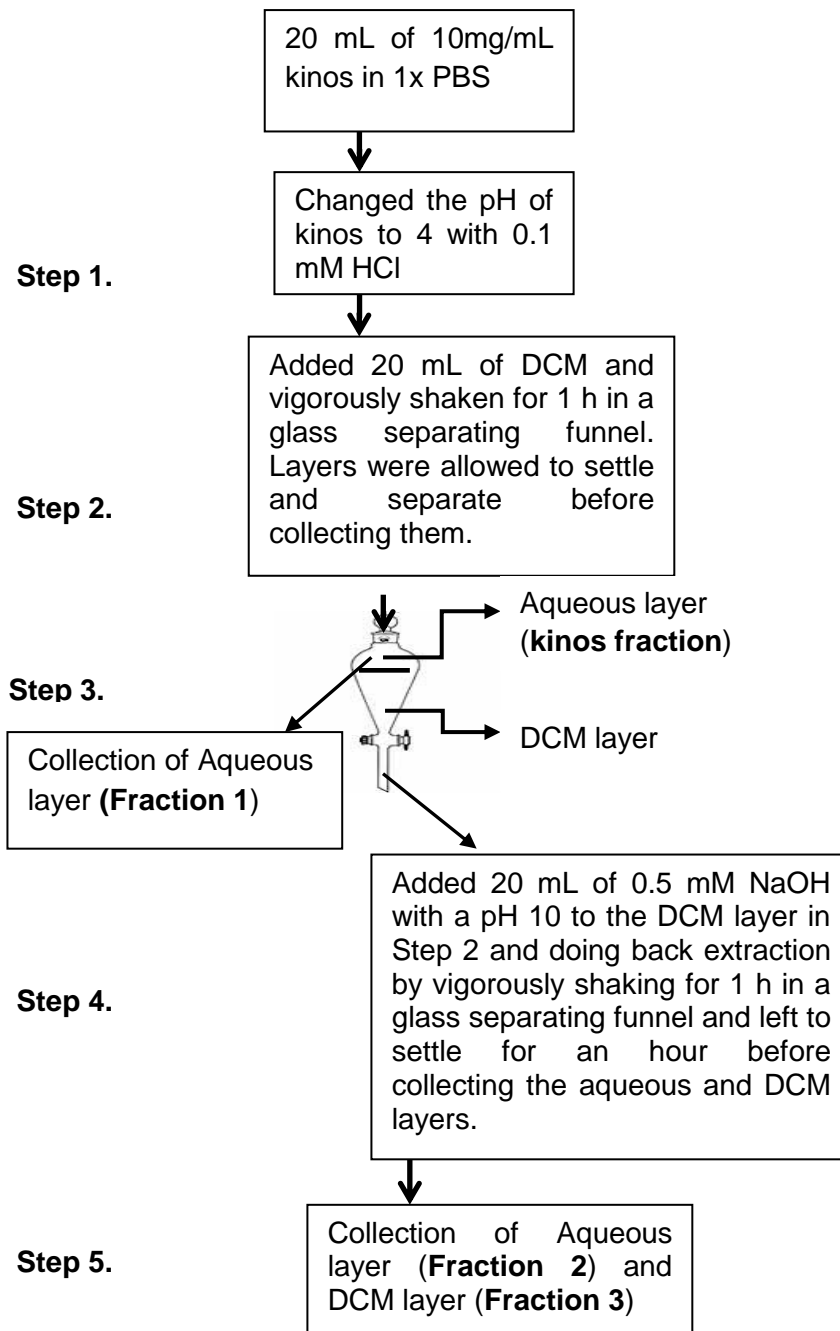 20 mL of 10mg/mL
kinos in 1x PBS
Changed the pH of
kinos to 4 with 0.1
mM HCl
Step 1.
Added 20 mL of DCM and
vigorously shaken for 1 h in a
glass separating funnel.
Layers were allowed to settle
and separate before
collecting them.
Step 2.
Aqueous layer
(kinos fraction)
Step 3.
DCM layer
Collection of Aqueous
layer (Fraction 1)
Added 20 mL of 0.5 mM NaOH
with a pH 10 to the DCM layer in
Step 2 and doing back extraction
by vigorously shaking for 1 h in a
glass separating funnel and left to
settle for an hour before
collecting the aqueous and DCM
layers.
Step 4.
Collection of Aqueous
layer (Fraction 2) and
DCM layer (Fraction 3)
Step 5.